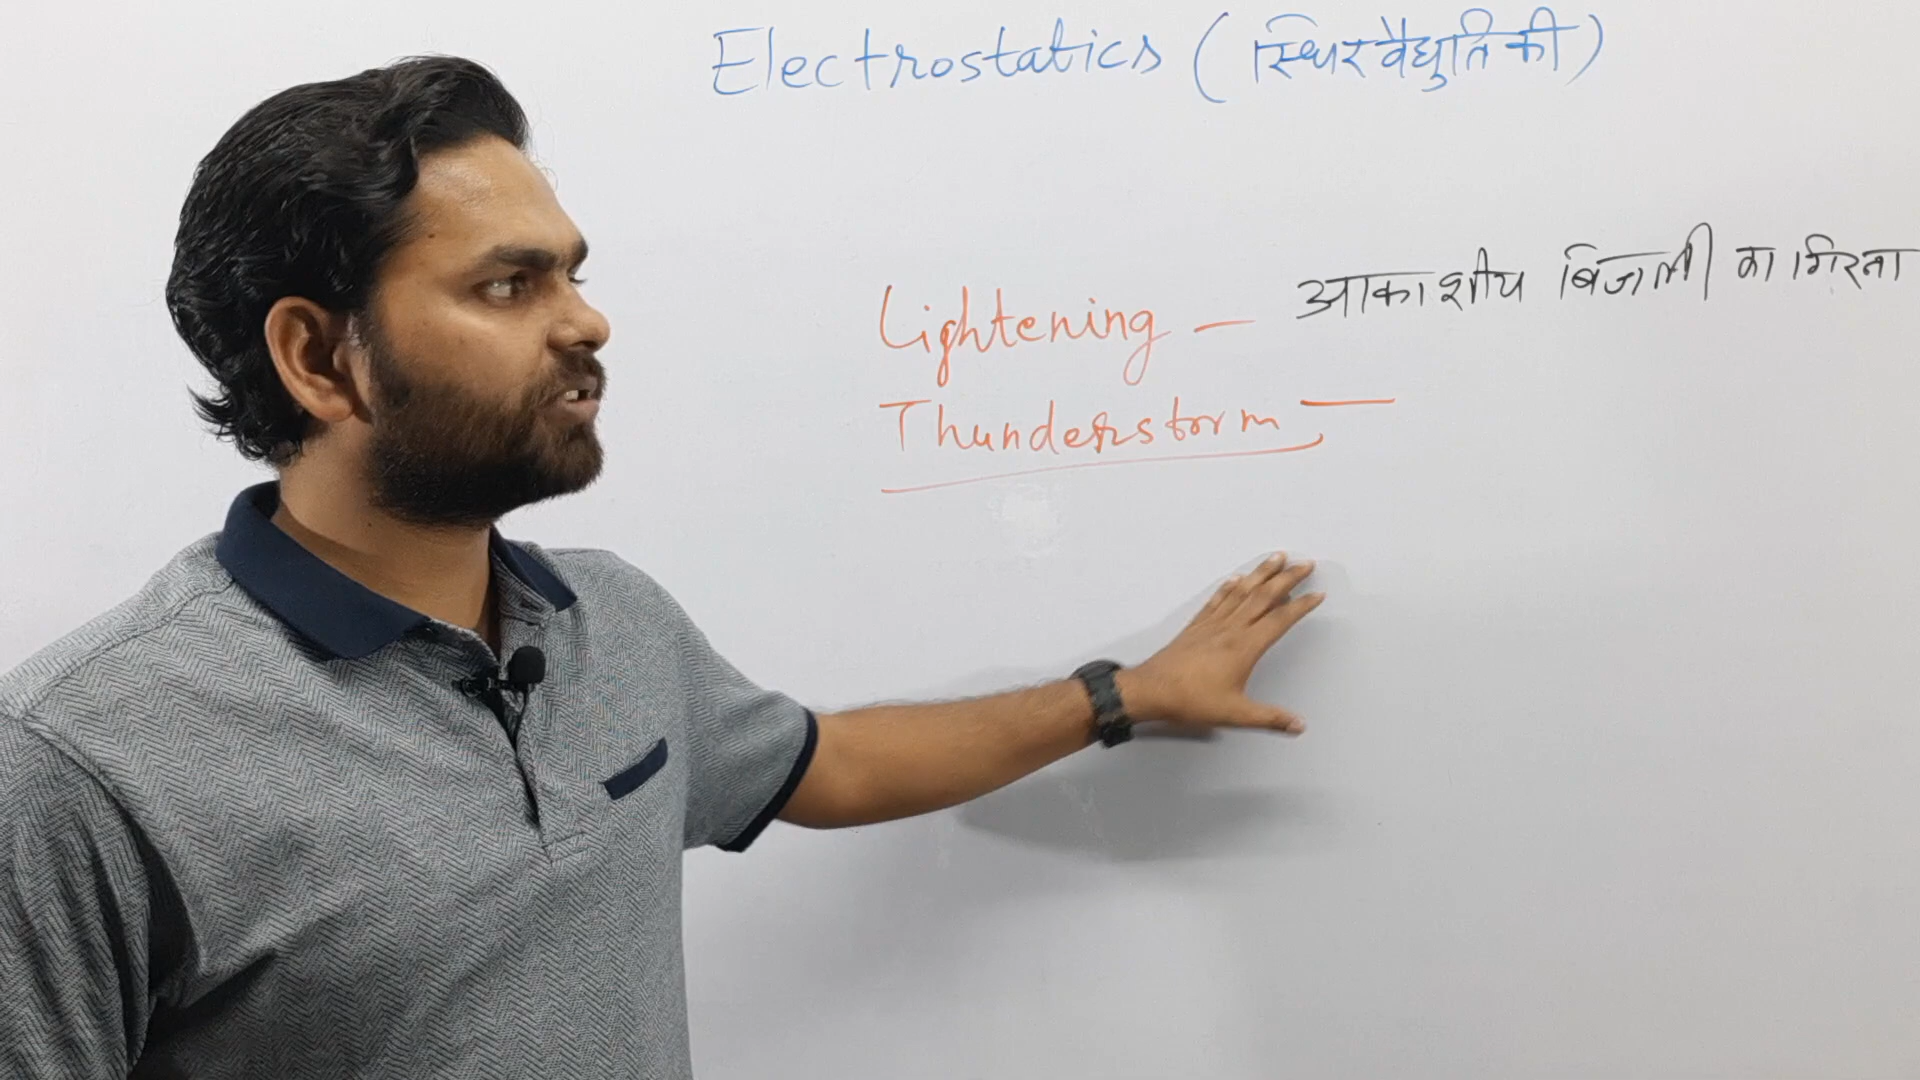 Electrostatics (स्थिरवैद्युतिकी)
Lightening - आकाशीय बिजली का गिरना
Thunderstorm -